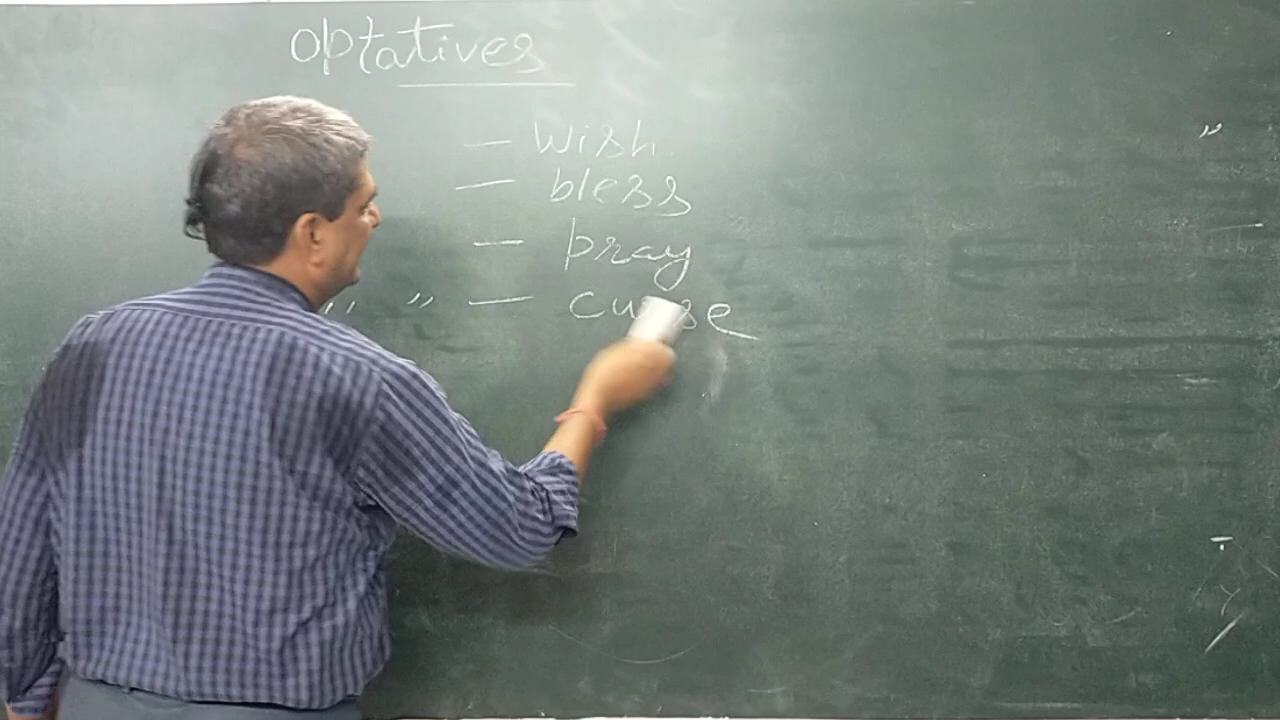 Optatives
— Wish
— bless
— pray
" " — curse
"